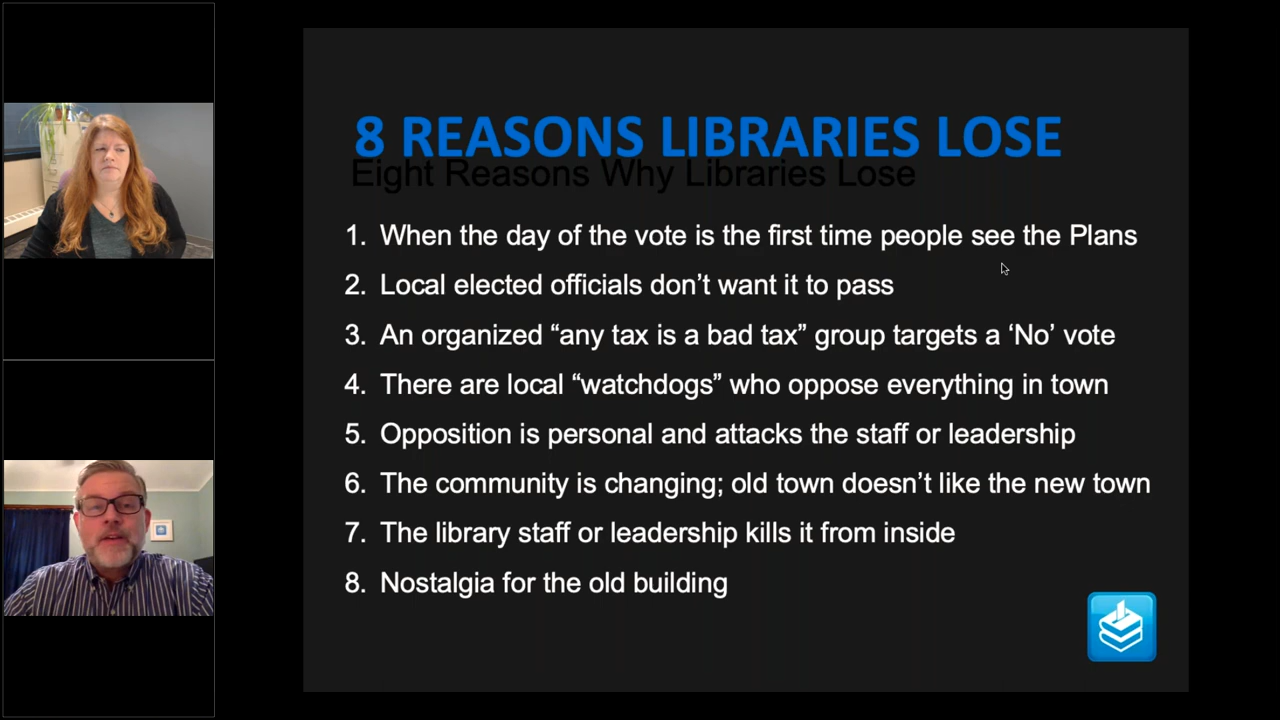 8 REASONS LIBRARIES LOSE
Eight Reasons Why Libraries Lose
1. When the day of the vote is the first time people see the Plans
2. Local elected officials don’t want it to pass
3. An organized “any tax is a bad tax” group targets a ‘No’ vote
4. There are local “watchdogs” who oppose everything in town
5. Opposition is personal and attacks the staff or leadership
6. The community is changing; old town doesn’t like the new town
7. The library staff or leadership kills it from inside
8. Nostalgia for the old building